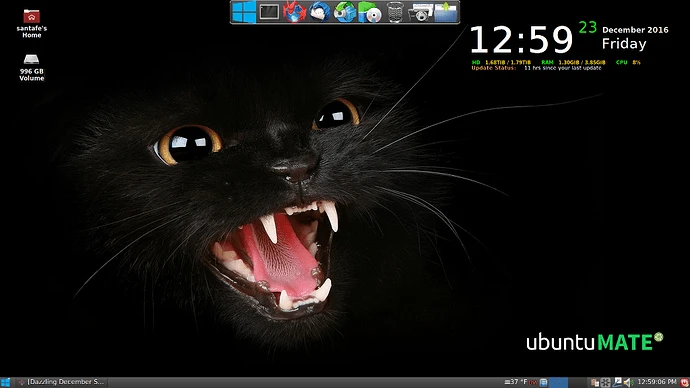 santafe's
Home
996 GB
Volume
12:59
23
December 2016
Friday
HD 1.68TiB / 1.79TiB RAM 1.30GiB / 3.85GiB CPU 8%
Update Status: 11 hrs since your last update
ubuntuMATE
[Dazzling December S...
37 °F
12:59:06 PM